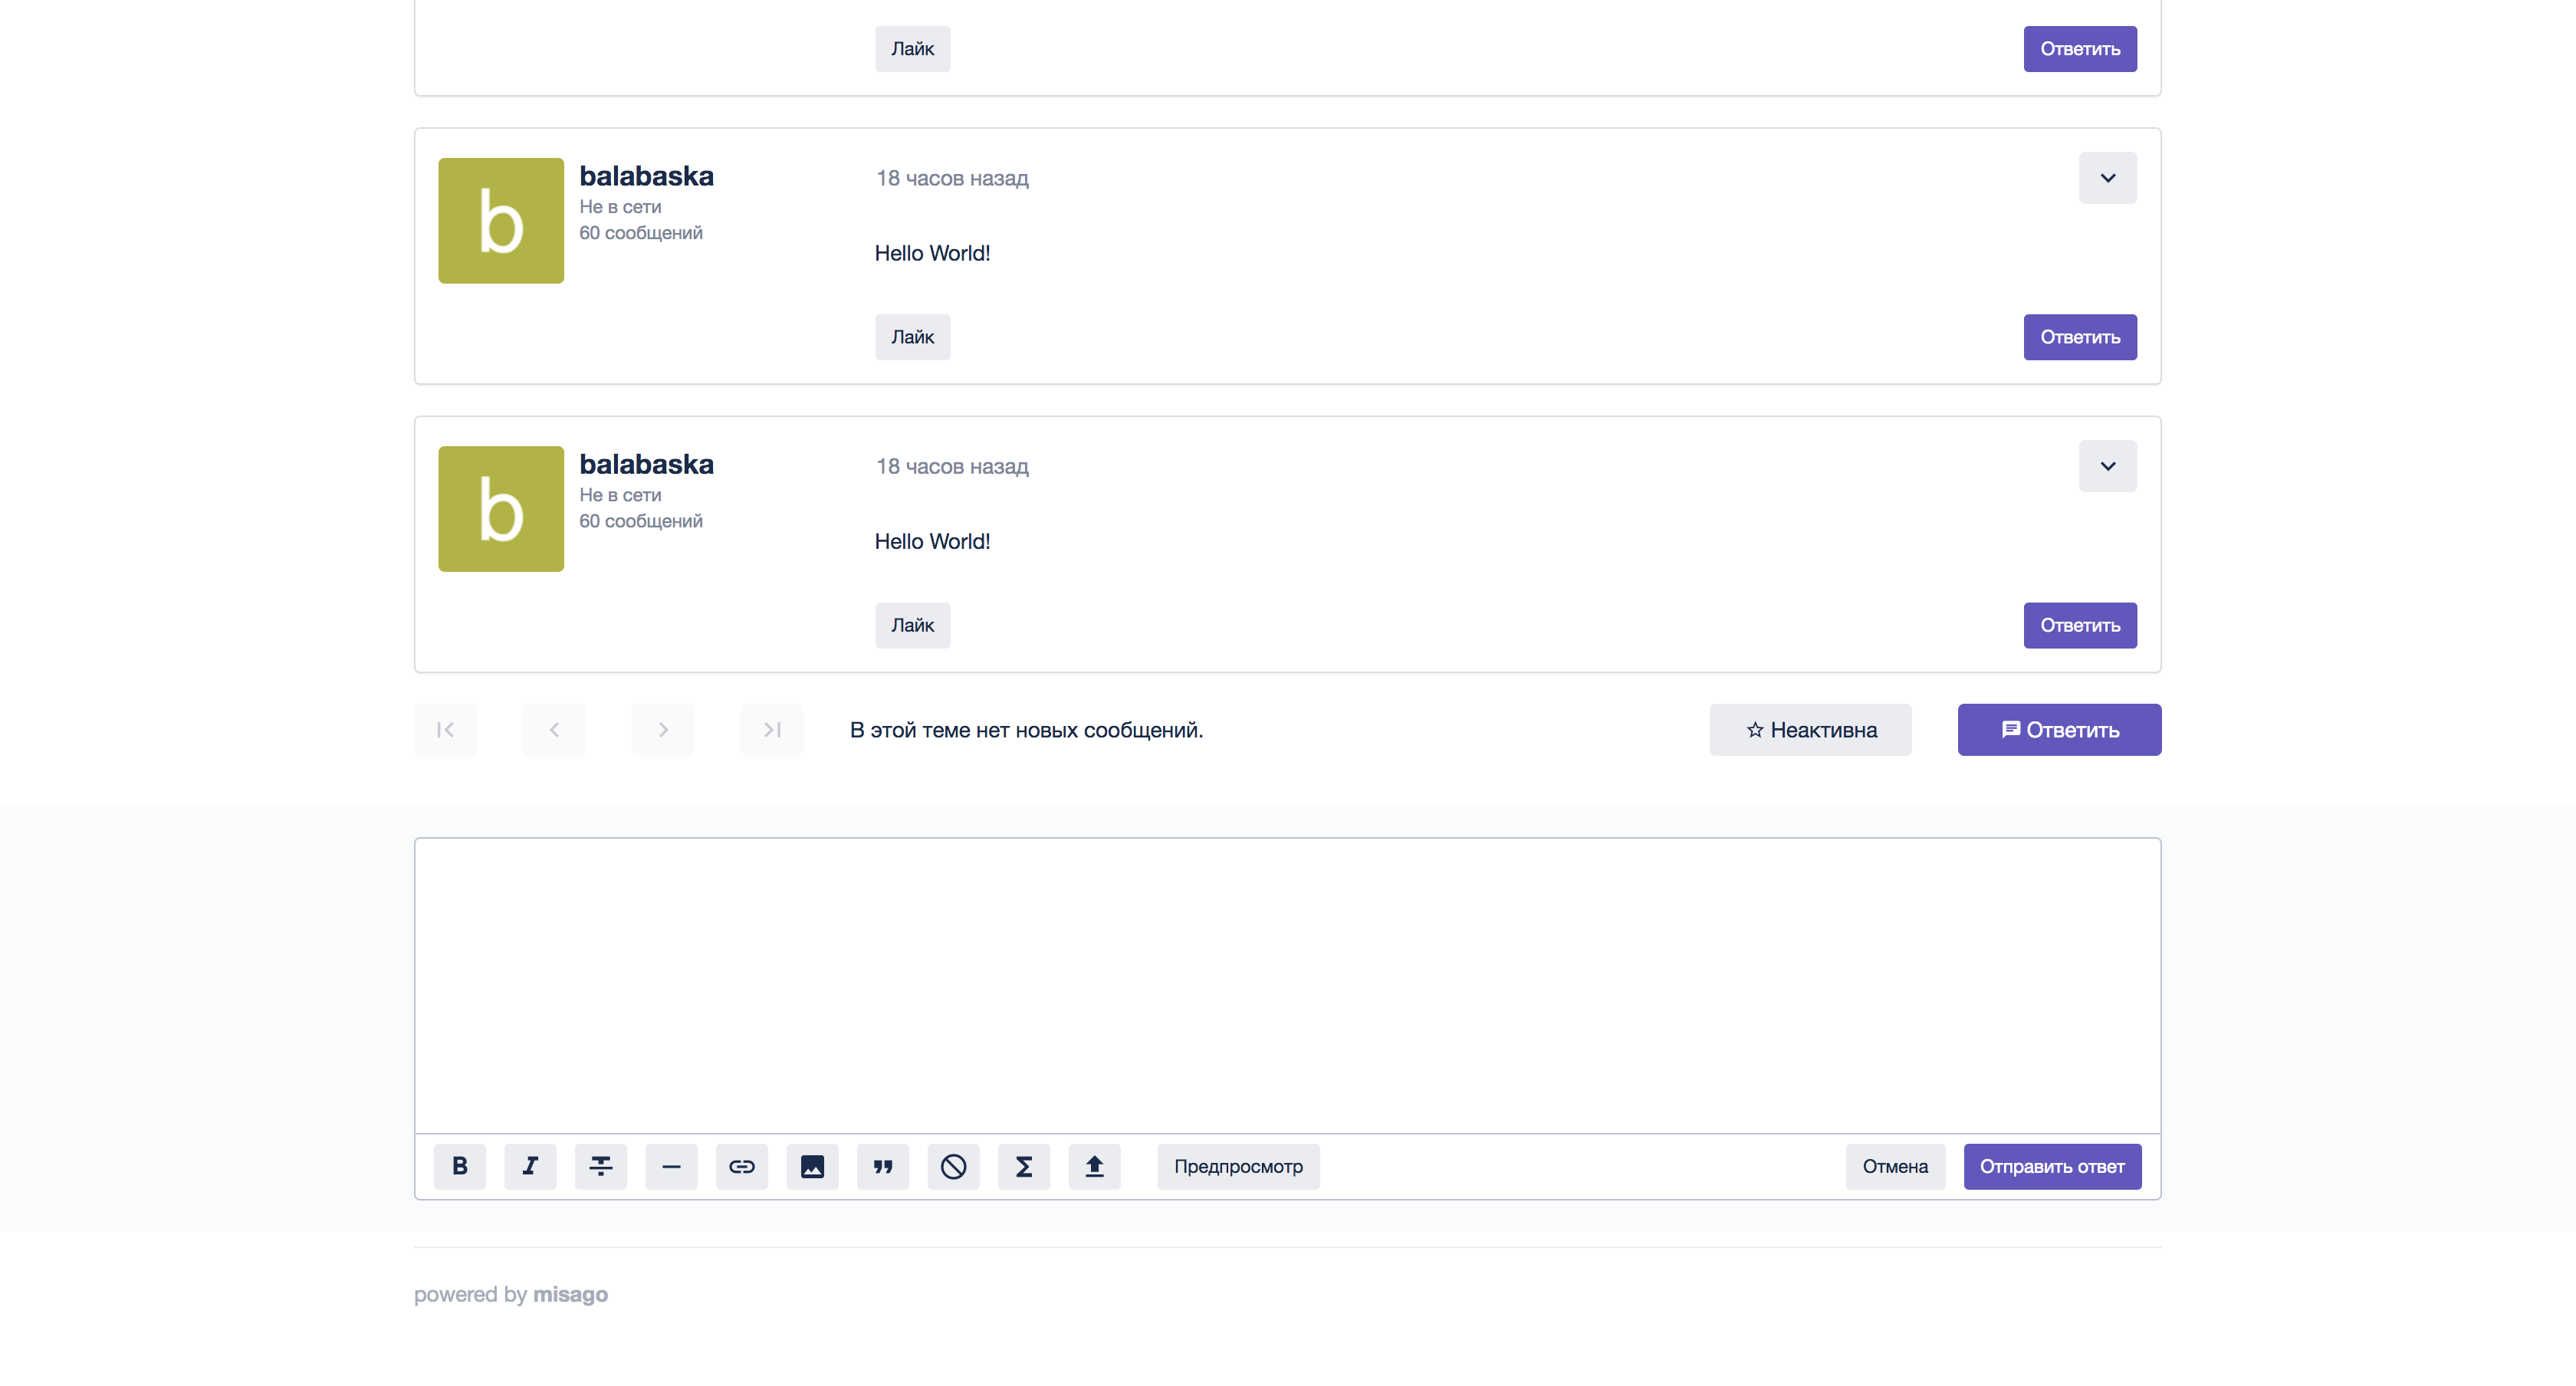 Лайк
Ответить
b
balabaska
Не в сети
60 сообщений
18 часов назад
Hello World!
Лайк
Ответить
b
balabaska
Не в сети
60 сообщений
18 часов назад
Hello World!
Лайк
Ответить
В этой теме нет новых сообщений.
Неактивна
Ответить
B I
Предпросмотр
Отмена
Отправить ответ
powered by misago